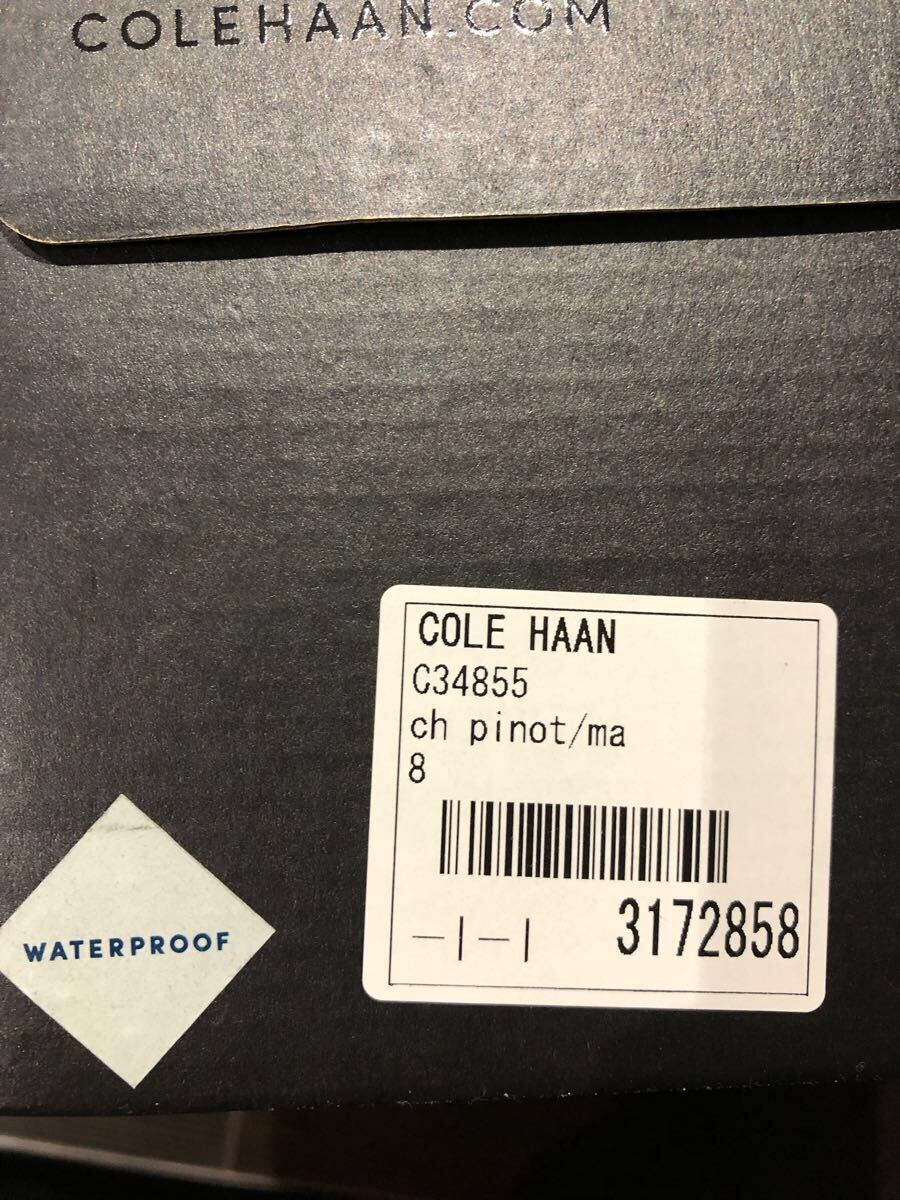 COLEHAAN.COM
COLE HAAN
C34855
ch pinot/ma
8
WATERPROOF
—|—|
3172858